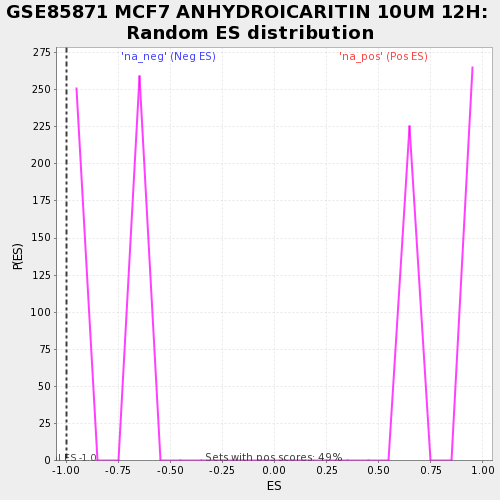 GSE85871 MCF7 ANHYDROICARITIN 10UM 12H:
Random ES distribution
'na_neg' (Neg ES)
'na_pos' (Pos ES)
275
250
225
200
175
150
125
100
75
50
25
0
P(ES)
ES -1.0
Sets with pos scores: 49%
-1.00
-0.75
-0.50
-0.25
0.00
0.25
0.50
0.75
1.00
ES